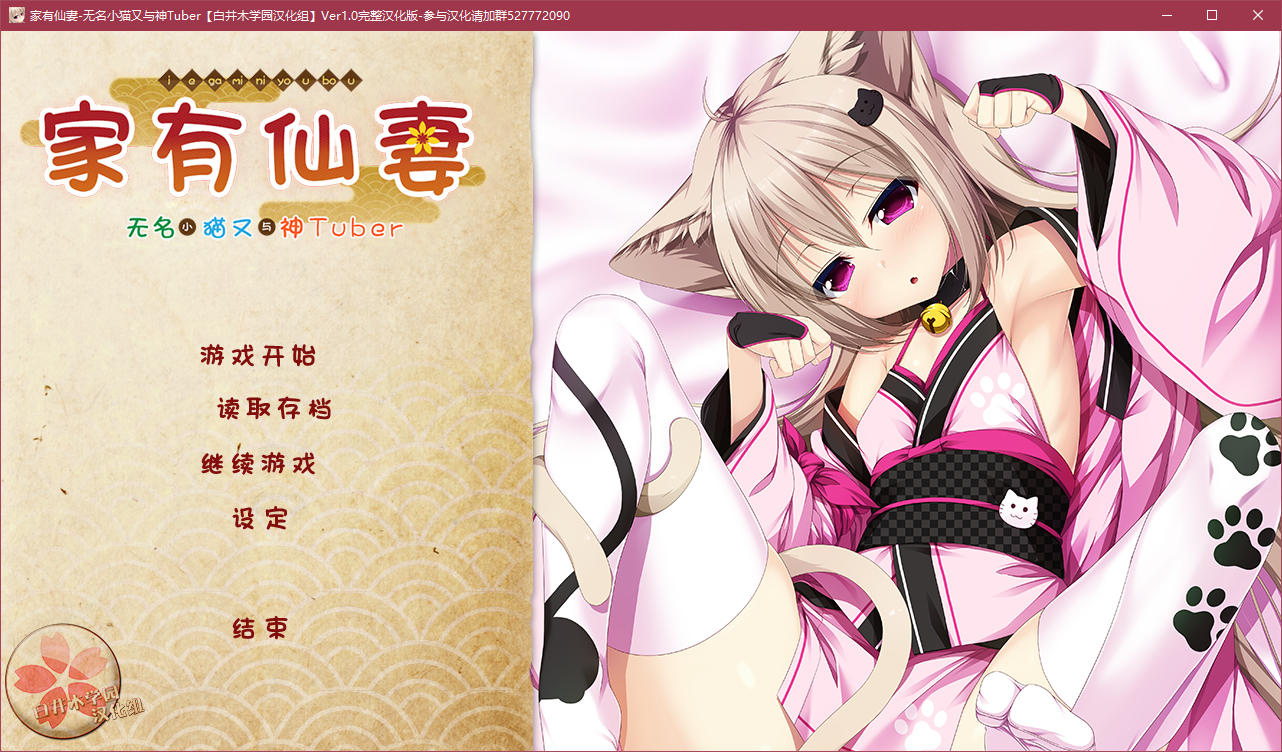 家有仙妻-无名小猫又与神Tuber【白井木学园汉化组】Ver1.0完整汉化版-参与汉化请加群527772090
i e ga mi ni yo u bo u
家有仙妻
无名小猫又与神Tuber
游戏开始
读取存档
继续游戏
设定
结束
白井木学园
汉化组